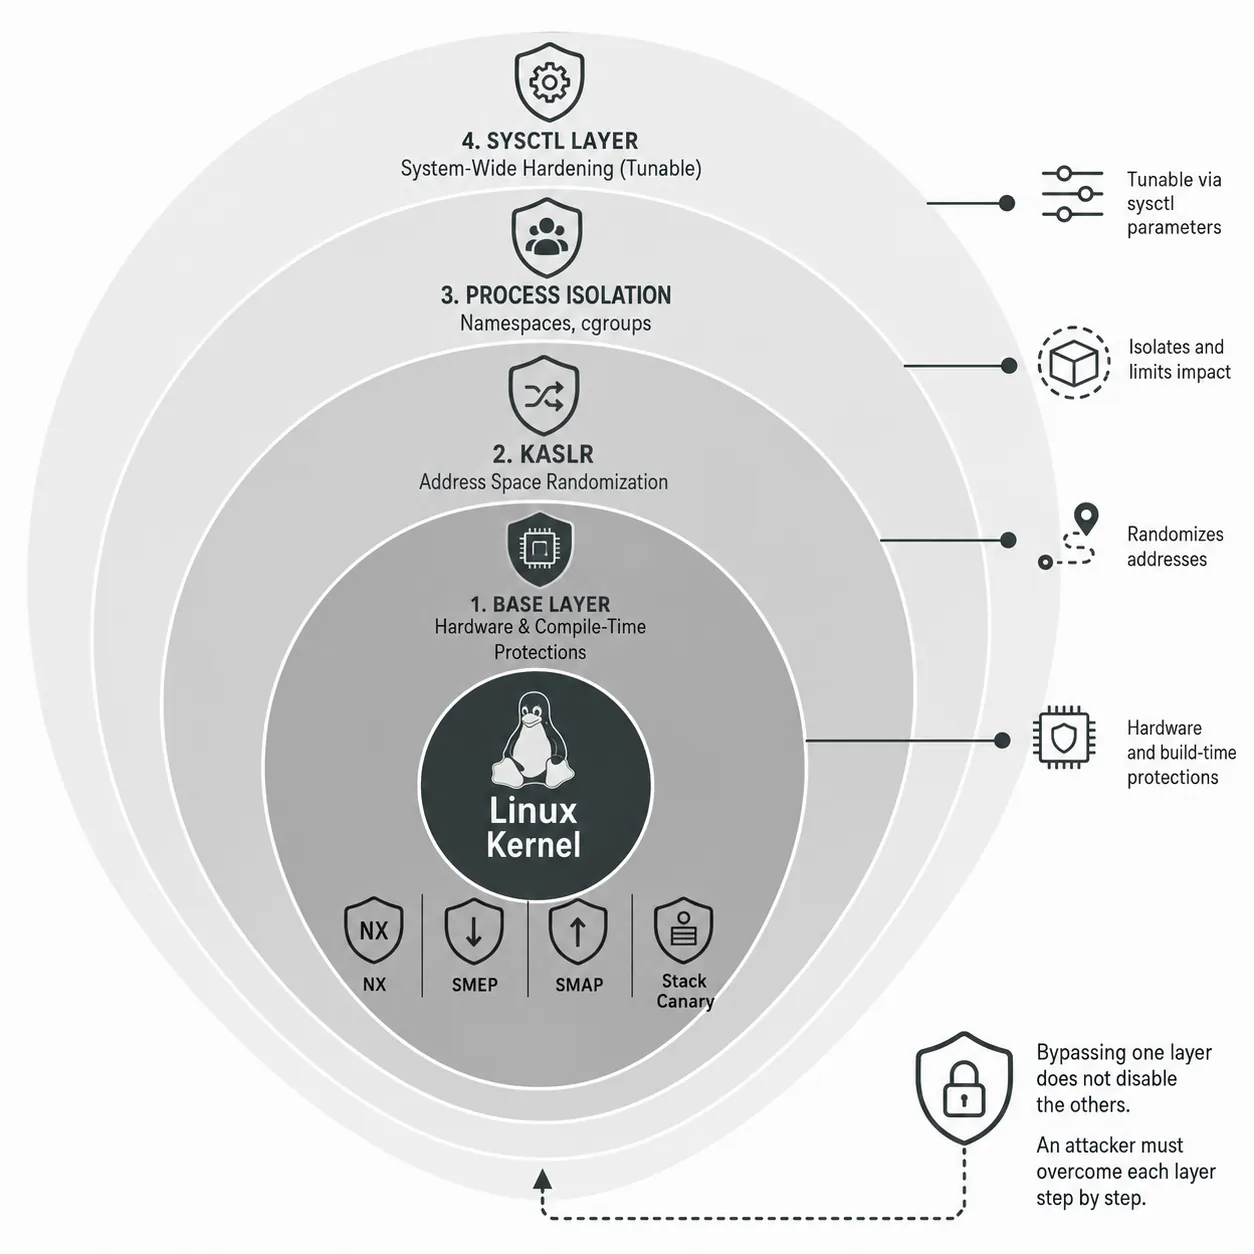 4. SYSCTL LAYER
System-Wide Hardening (Tunable)
Tunable via
sysctl
parameters
3. PROCESS ISOLATION
Namespaces, cgroups
Isolates and
limits impact
2. KASLR
Address Space Randomization
Randomizes
addresses
1. BASE LAYER
Hardware & Compile-Time
Protections
Hardware
and build-time
protections
Linux
Kernel
NX
NX
SMEP
SMAP
Stack
Canary
Bypassing one layer
does not disable
the others.
An attacker must
overcome each layer
step by step.